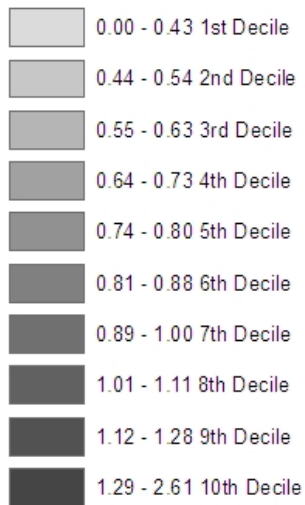 0.00 - 0.43 1st Decile
0.44 - 0.54 2nd Decile
0.55 - 0.63 3rd Decile
0.64 - 0.73 4th Decile
0.74 - 0.80 5th Decile
0.81 - 0.88 6th Decile
0.89 - 1.00 7th Decile
1.01 - 1.11 8th Decile
1.12 - 1.28 9th Decile
1.29 - 2.61 10th Decile